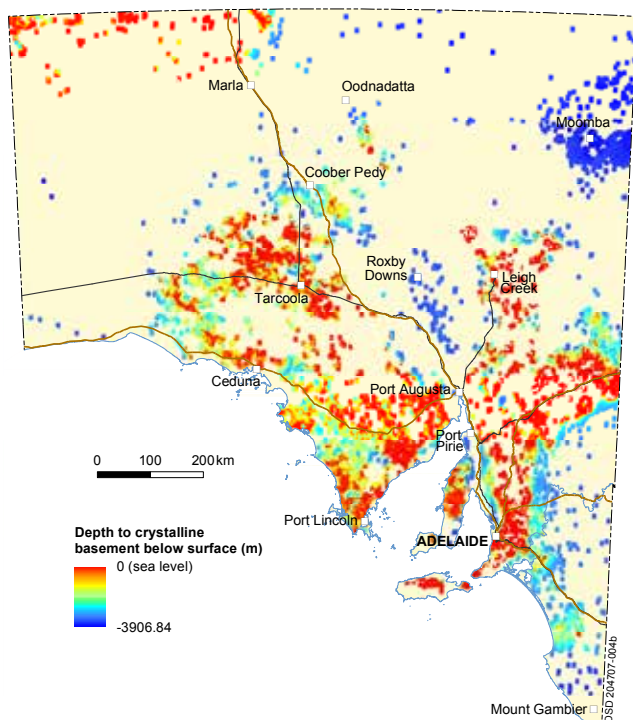 Marla
Oodnadatta
Moomba
Coober Pedy
Roxby
Downs
Leigh
Creek
Tarcoola
Ceduna
Port Augusta
Port
Pirie
0 100 200 km
Port Lincoln
ADELAIDE
Depth to crystalline
basement below surface (m)
0 (sea level)
-3906.84
Mount Gambier
DSD 204707-004b